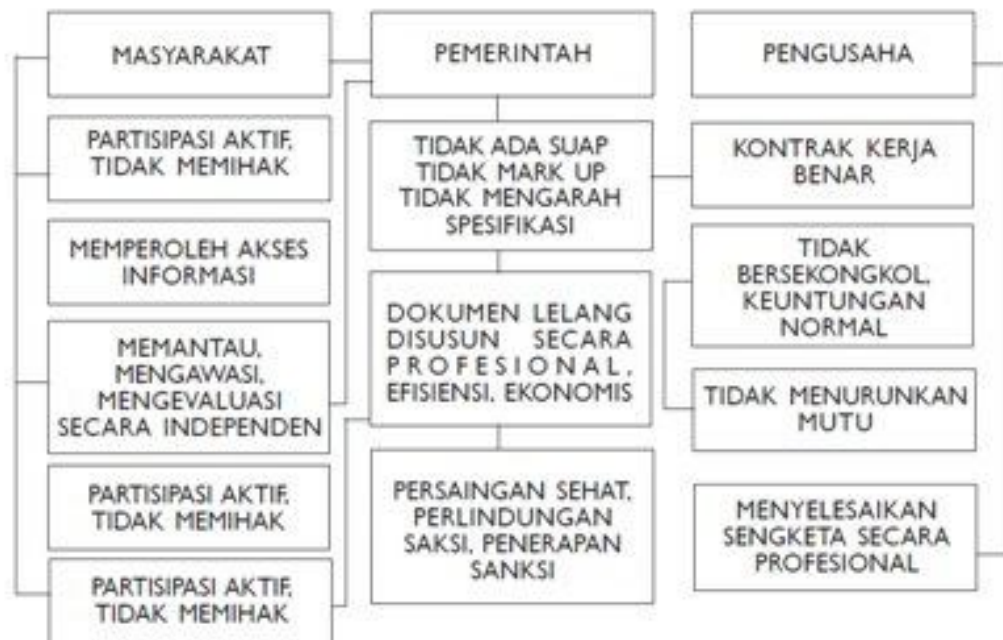 MASYARAKAT
PARTISIPASI AKTIF,
TIDAK MEMIHAK
MEMPEROLEH AKSES
INFORMASI
MEMANTAU,
MENGAWASI,
MENGEVALUASI
SECARA INDEPENDEN
PARTISIPASI AKTIF,
TIDAK MEMIHAK
PARTISIPASI AKTIF,
TIDAK MEMIHAK
PEMERINTAH
TIDAK ADA SUAP
TIDAK MARK UP
TIDAK MENGARAH
SPESIFIKASI
DOKUMEN LELANG
DISUSUN SECARA
PROFESIONAL,
EFISIENSI, EKONOMIS
PERSAINGAN SEHAT,
PERLINDUNGAN
SAKSI, PENERAPAN
SANKSI
PENGUSAHA
KONTRAK KERJA
BENAR
TIDAK
BERSEKONGKOL,
KEUNTUNGAN
NORMAL
TIDAK MENURUNKAN
MUTU
MENYELESAIKAN
SENGKETA SECARA
PROFESIONAL